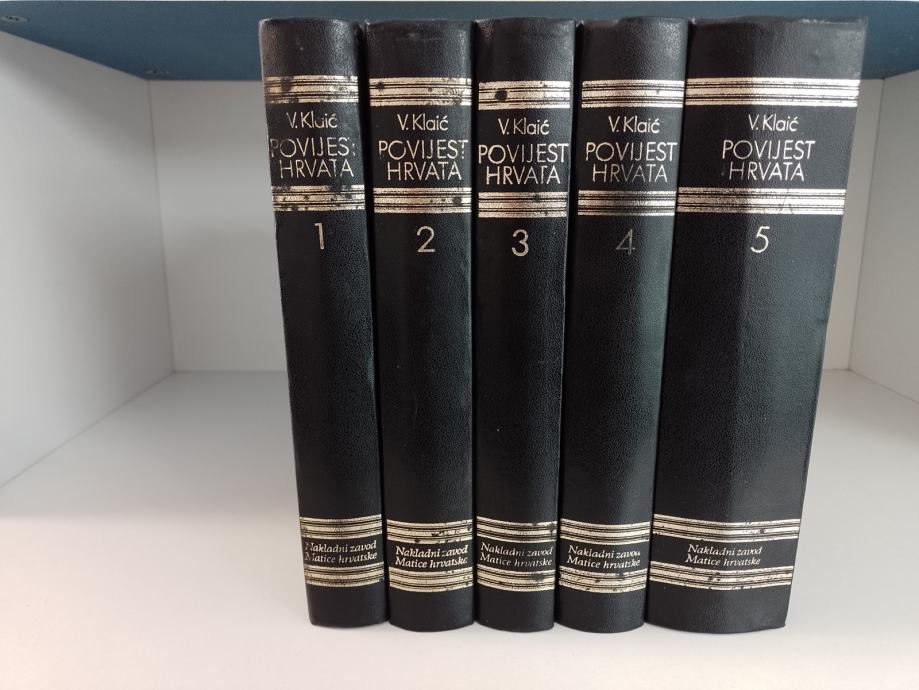 V. Klaić
POVIJEST
HRVATA
1
Nakladni zavod
Matice hrvatske
V. Klaić
POVIJEST
HRVATA
2
Nakladni zavod
Matice hrvatske
V. Klaić
POVIJEST
HRVATA
3
Nakladni zavod
Matice hrvatske
V. Klaić
POVIJEST
HRVATA
4
Nakladni zavod
Matice hrvatske
V. Klaić
POVIJEST
HRVATA
5
Nakladni zavod
Matice hrvatske